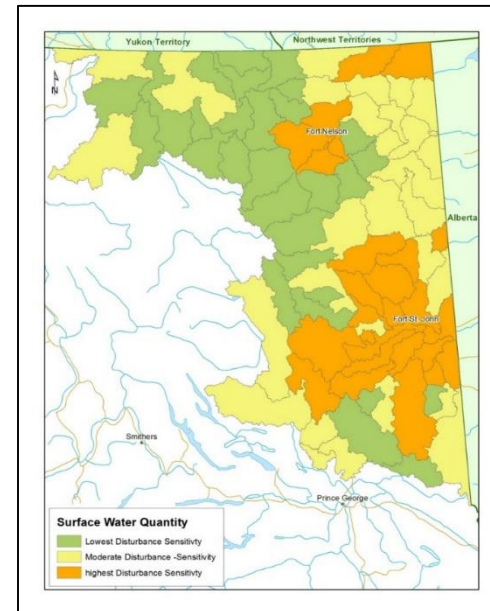 Yukon Territory
Northwest Territories
N
Fort Nelson
Alberta
Fort St. John
Smithers
Prince George
Surface Water Quantity
Lowest Disturbance Sensitivity
Moderate Disturbance -Sensitivity
highest Disturbance Sensitivty